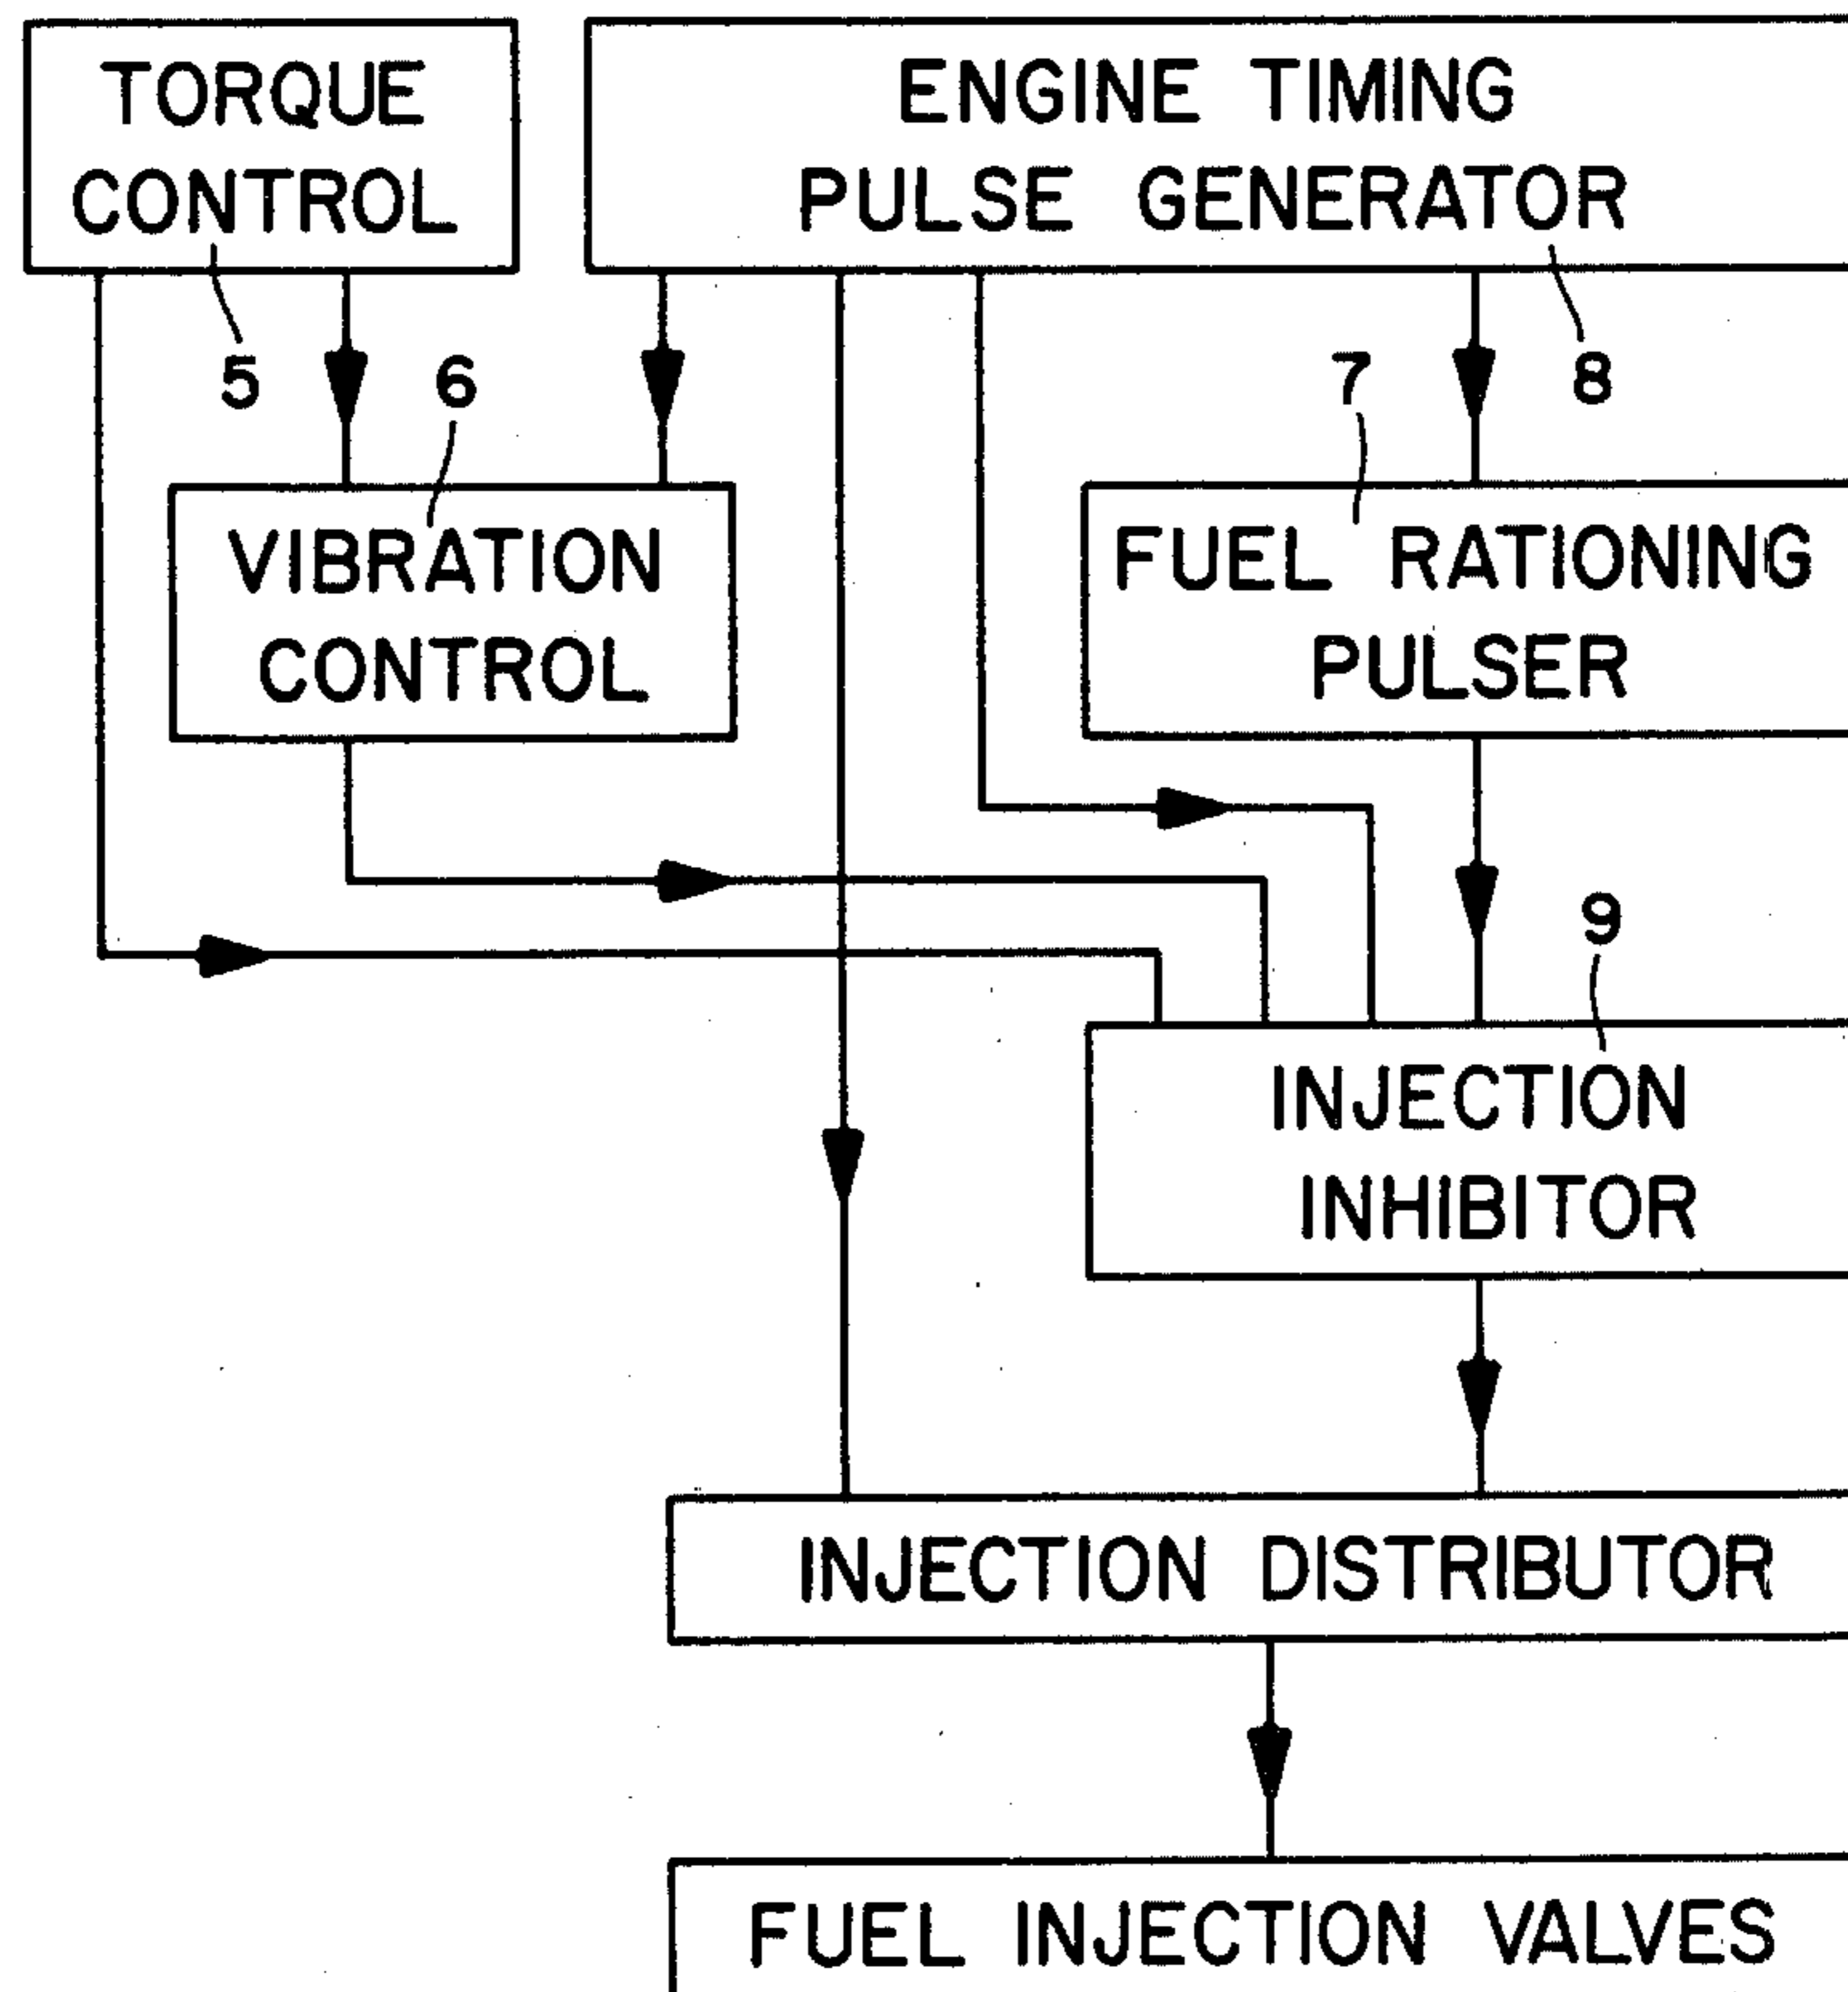 TORQUE
CONTROL
ENGINE TIMING
PULSE GENERATOR
5
6
7
8
VIBRATION
CONTROL
FUEL RATIONING
PULSER
9
INJECTION
INHIBITOR
INJECTION DISTRIBUTOR
FUEL INJECTION VALVES